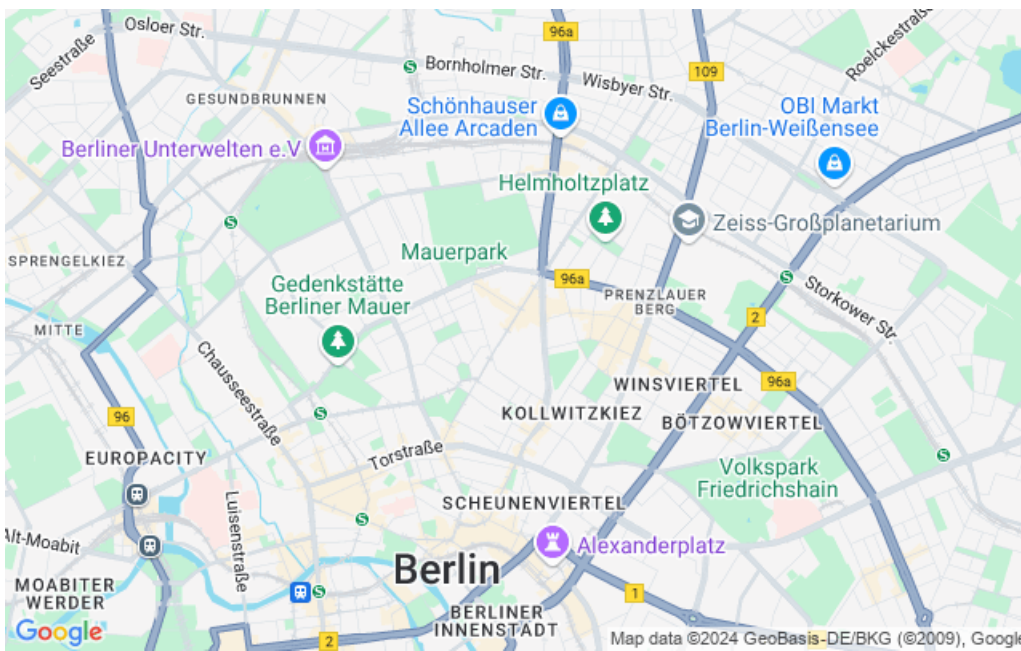 Osloer Str.
96a
Seestraße
Bornholmer Str.
Wisbyer Str.
109
Roelckestraße
GESUNDBRUNNEN
Schönhauser
Allee Arcaden
OBI Markt
Berlin-Weißensee
Berliner Unterwelten e.V
Helmholtzplatz
Zeiss-Großplanetarium
Mauerpark
SPRENGELKIEZ
Gedenkstätte
Berliner Mauer
96a
PRENZLAUER
BERG
Storkower Str.
2
MITTE
Chausseestraße
WINSVIERTEL
96a
96
KOLLWITZKIEZ
BÖTZOWVIERTEL
EUROPACITY
Torstraße
Volkspark
Friedrichshain
Luisenstraße
SCHEUNENVIERTEL
Alt-Moabit
Alexanderplatz
Berlin
MOABITER
WERDER
1
BERLINER
INNENSTADT
2
Google
Map data ©2024 GeoBasis-DE/BKG (©2009), Google
S
S
S
S
S
S
S